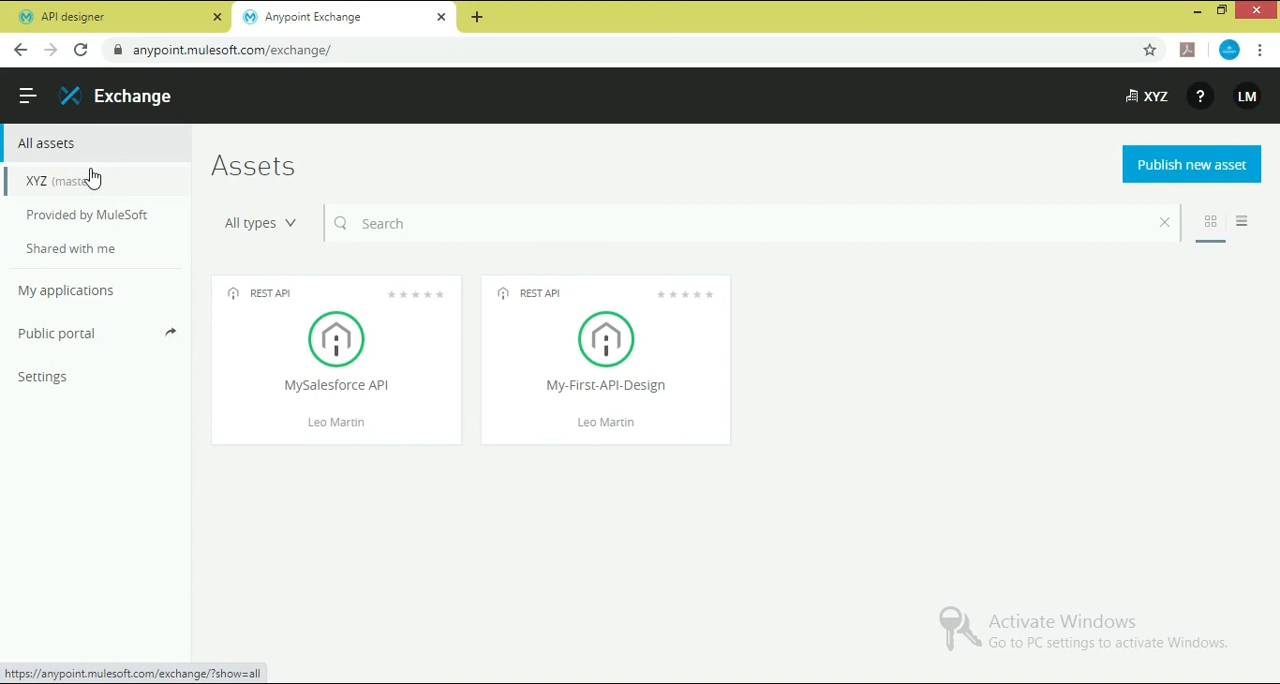 API designer
Anypoint Exchange
anypoint.mulesoft.com/exchange/
Exchange
XYZ
?
LM
All assets
XYZ
Provided by MuleSoft
Shared with me
My applications
Public portal
Settings
Assets
Publish new asset
All types
Search
REST API
MySalesforce API
Leo Martin
REST API
My-First-API-Design
Leo Martin
Activate Windows
Go to PC settings to activate Windows.
https://anypoint.mulesoft.com/exchange/?show=all